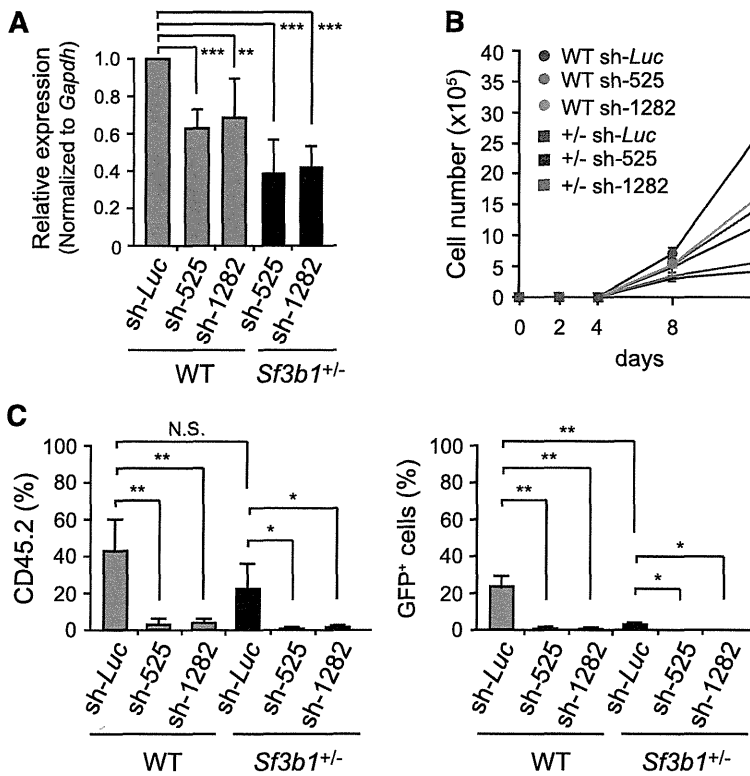 A
Relative expression
(Normalized to Gapdh)
1.0
0.8
0.6
0.4
0.2
0
***
**
***
***
sh-Luc
sh-525
sh-1282
sh-525
sh-1282
WT
Sf3b1+/-
B
Cell number (x10⁵)
40
35
30
25
20
15
10
5
0
WT sh-Luc
WT sh-525
WT sh-1282
+/- sh-Luc
+/- sh-525
+/- sh-1282
0
2
4
8
days
C
CD45.2 (%)
100
80
60
40
20
0
N.S.
**
**
*
*
sh-Luc
sh-525
sh-1282
sh-Luc
sh-525
sh-1282
WT
Sf3b1+/-
GFP⁺ cells (%)
100
80
60
40
20
0
**
**
**
*
*
sh-Luc
sh-525
sh-1282
sh-Luc
sh-525
sh-1282
WT
Sf3b1+/-